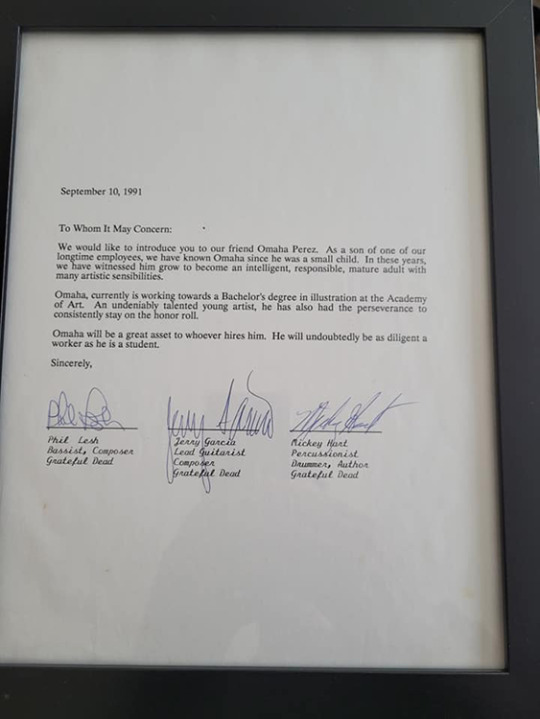 September 10, 1991
To Whom It May Concern:
We would like to introduce you to our friend Omaha Perez. As a son of one of our
longtime employees, we have known Omaha since he was a small child. In these years,
we have witnessed him grow to become an intelligent, responsible, mature adult with
many artistic sensibilities.
Omaha, currently is working towards a Bachelor's degree in illustration at the Academy
of Art. An undeniably talented young artist, he has also had the perseverance to
consistently stay on the honor roll.
Omaha will be a great asset to whoever hires him. He will undoubtedly be as diligent a
worker as he is a student.
Sincerely,
Phil Lesh Jerry Garcia Mickey Hart
Phil Lesh Jerry Garcia Mickey Hart
Bassist, Composer Lead Guitarist Percussionist
Grateful Dead Composer Drummer, Author
Grateful Dead Grateful Dead